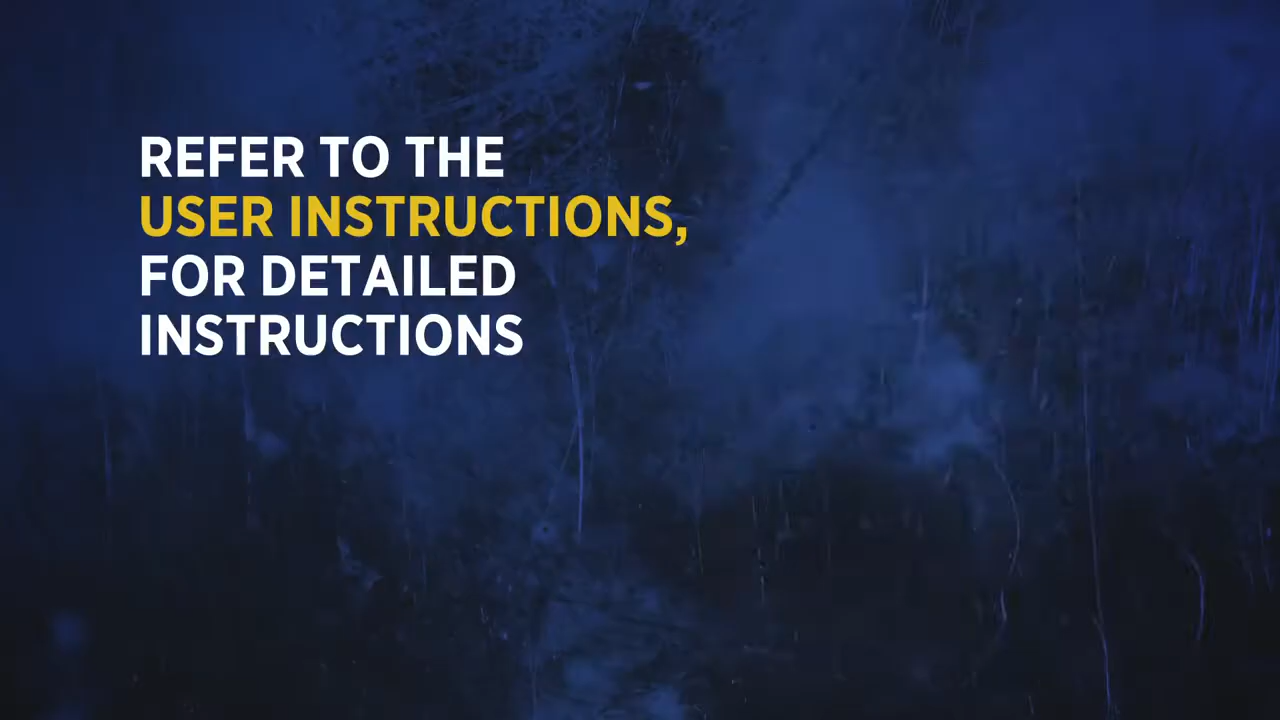 REFER TO THE
USER INSTRUCTIONS,
FOR DETAILED
INSTRUCTIONS